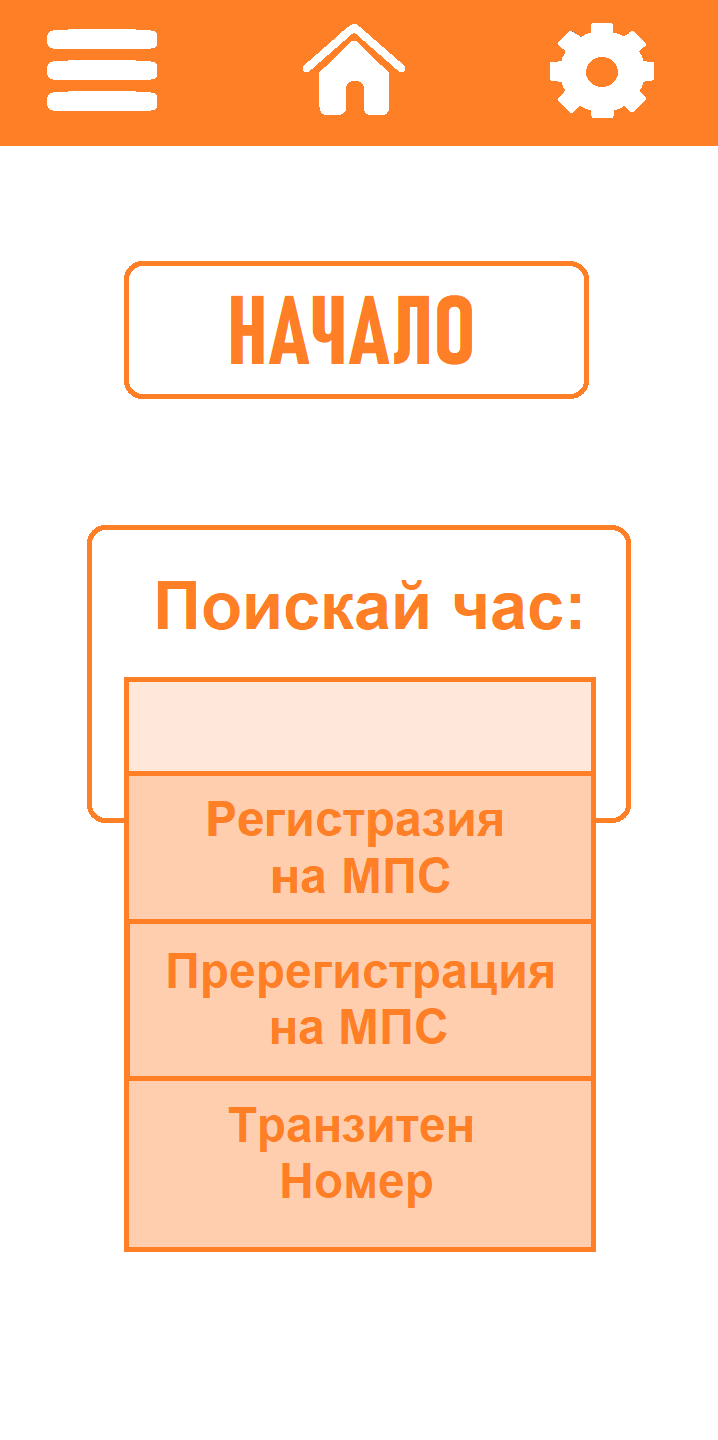 НАЧАЛО
Поискай час:
Регистразия
на МПС
Пререгистрация
на МПС
Транзитен
Номер